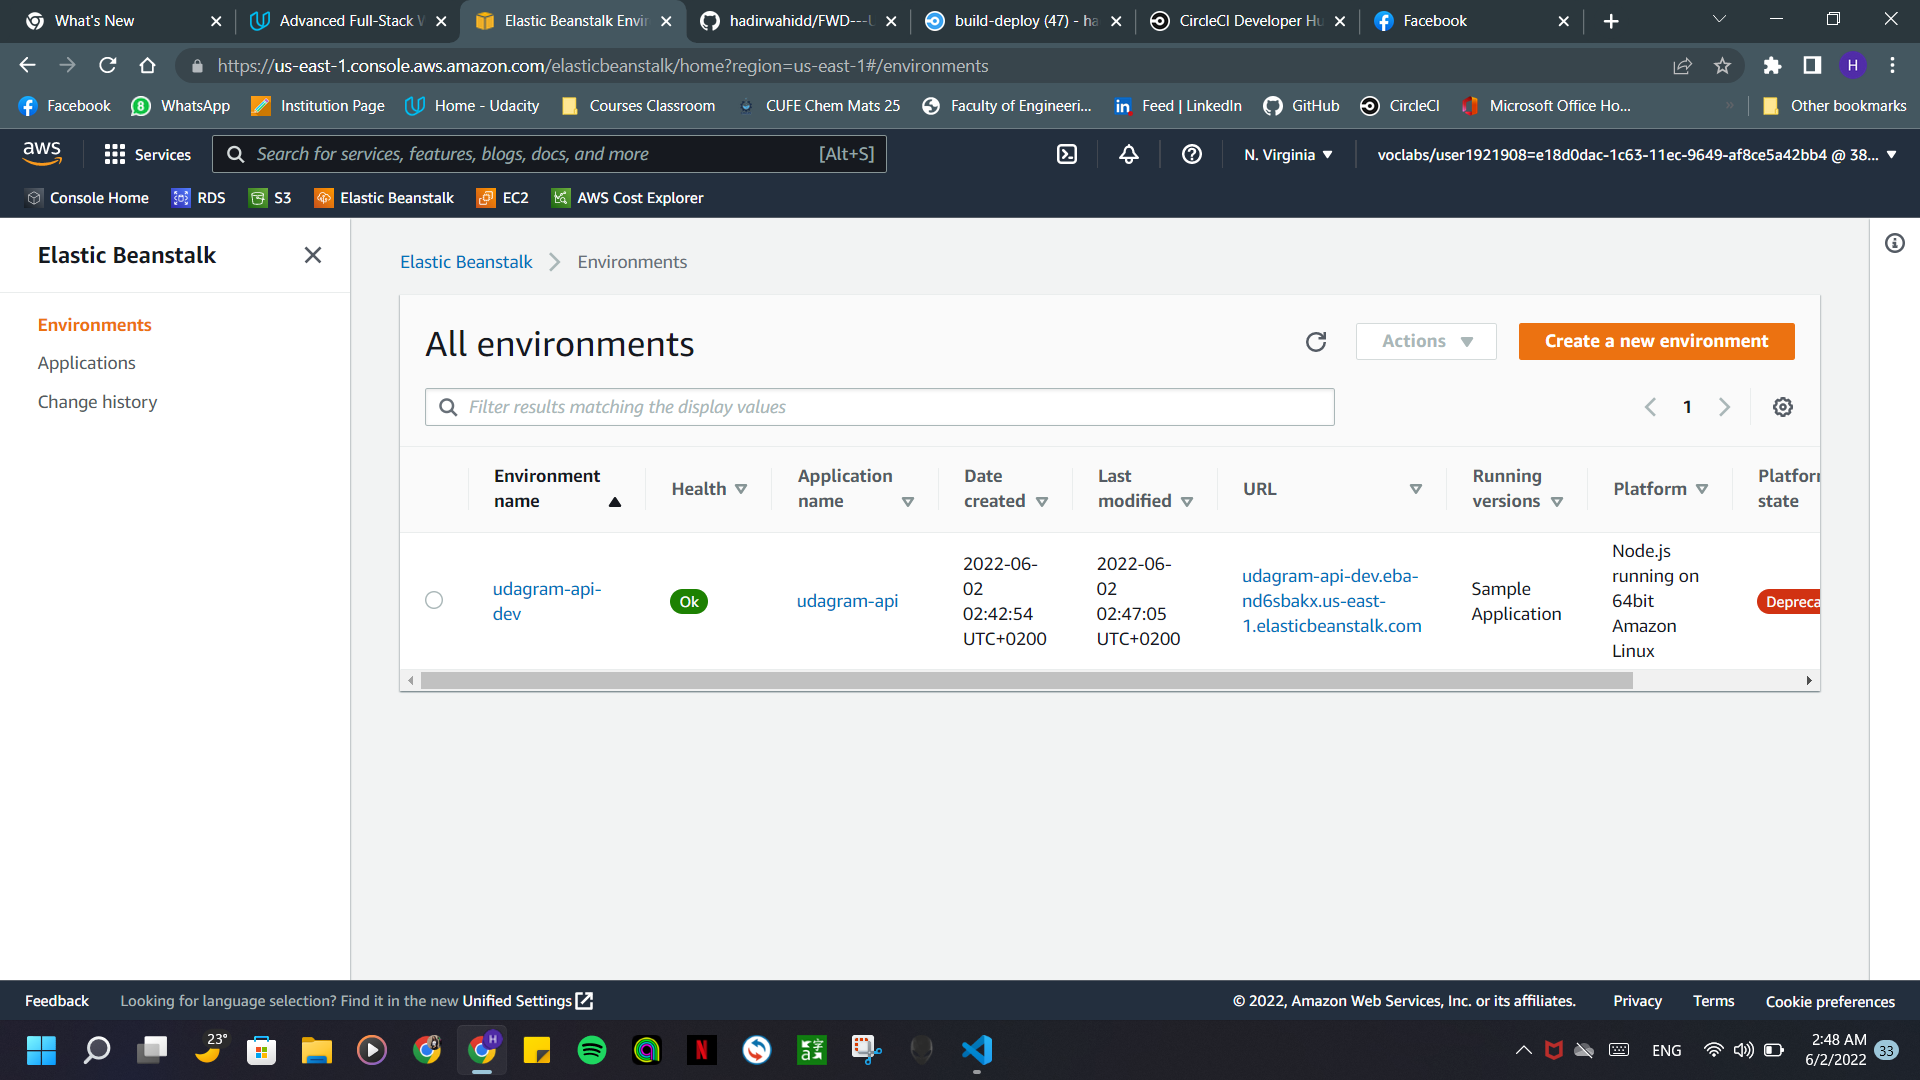 What's New
Advanced Full-Stack W
Elastic Beanstalk Envir
hadirwahidd/FWD---U
build-deploy (47) - ha
CircleCI Developer Hu
Facebook
https://us-east-1.console.aws.amazon.com/elasticbeanstalk/home?region=us-east-1#/environments
H
Facebook
8
WhatsApp
Institution Page
Home - Udacity
Courses Classroom
CUFE Chem Mats 25
Faculty of Engineeri...
in
Feed | LinkedIn
GitHub
CircleCI
Microsoft Office Ho...
»
Other bookmarks
aws
Services
Search for services, features, blogs, docs, and more
[Alt+S]
N. Virginia
voclabs/user1921908=e18d0dac-1c63-11ec-9649-af8ce5a42bb4 @ 38...
Console Home
RDS
S3
Elastic Beanstalk
EC2
AWS Cost Explorer
Elastic Beanstalk
Environments
Applications
Change history
Elastic Beanstalk
Environments
All environments
Actions
Create a new environment
Filter results matching the display values
1
Environment
name
Health
Application
name
Date
created
Last
modified
URL
Running
versions
Platform
Platforr
state
udagram-api-
dev
Ok
udagram-api
2022-06-
02
02:42:54
UTC+0200
2022-06-
02
02:47:05
UTC+0200
udagram-api-dev.eba-
nd6sbakx.us-east-
1.elasticbeanstalk.com
Sample
Application
Node.js
running on
64bit
Amazon
Linux
Depreca
Feedback
Looking for language selection? Find it in the new Unified Settings
© 2022, Amazon Web Services, Inc. or its affiliates.
Privacy
Terms
Cookie preferences
23°
H
N
a
字
ENG
2:48 AM
6/2/2022
33